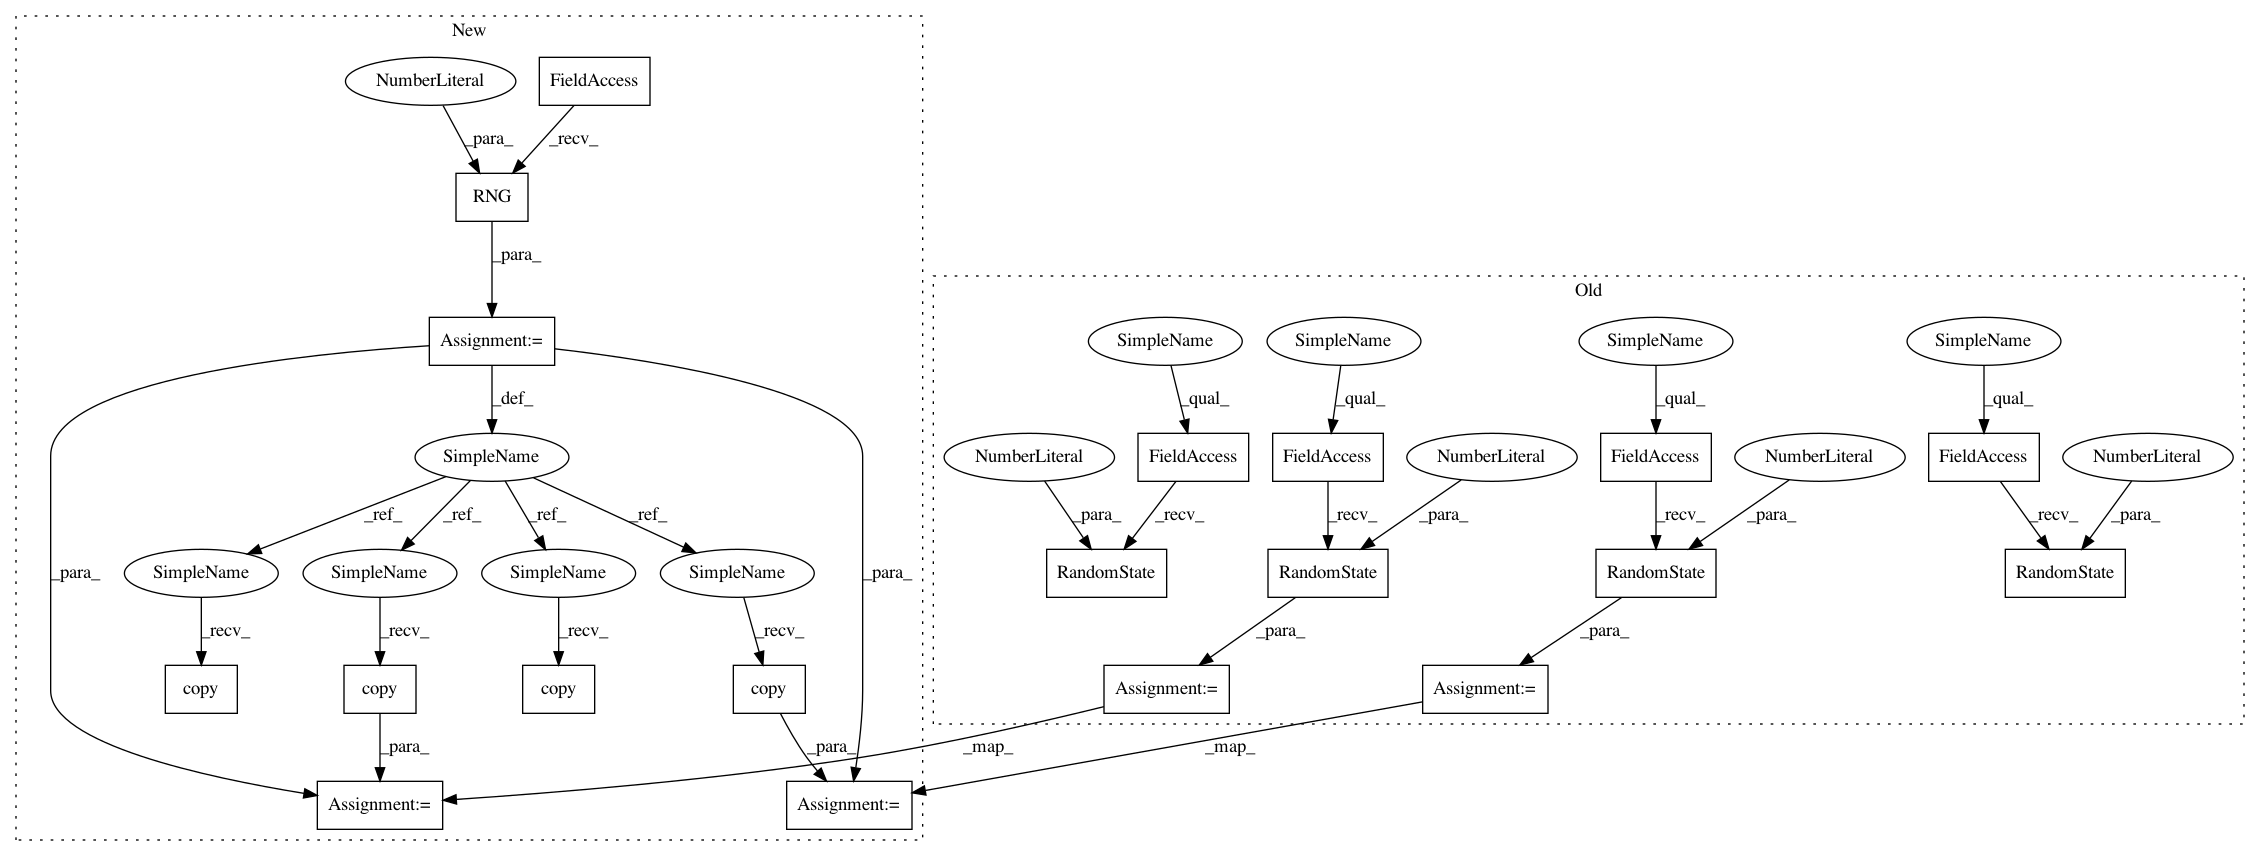 New
NumberLiteral
FieldAccess
_para_
_recv_
RNG
_para_
Assignment:=
_def_
SimpleName
_ref_
_ref_
_ref_
_ref_
_para_
SimpleName
SimpleName
SimpleName
SimpleName
_para_
_recv_
_recv_
_recv_
_recv_
copy
copy
copy
copy
_para_
_para_
Assignment:=
Assignment:=
Old
SimpleName
SimpleName
SimpleName
SimpleName
_qual_
_qual_
_qual_
_qual_
NumberLiteral
FieldAccess
FieldAccess
NumberLiteral
FieldAccess
NumberLiteral
FieldAccess
NumberLiteral
_para_
_recv_
_recv_
_para_
_recv_
_para_
_recv_
_para_
RandomState
RandomState
RandomState
RandomState
_para_
_para_
Assignment:=
Assignment:=
_map_
_map_